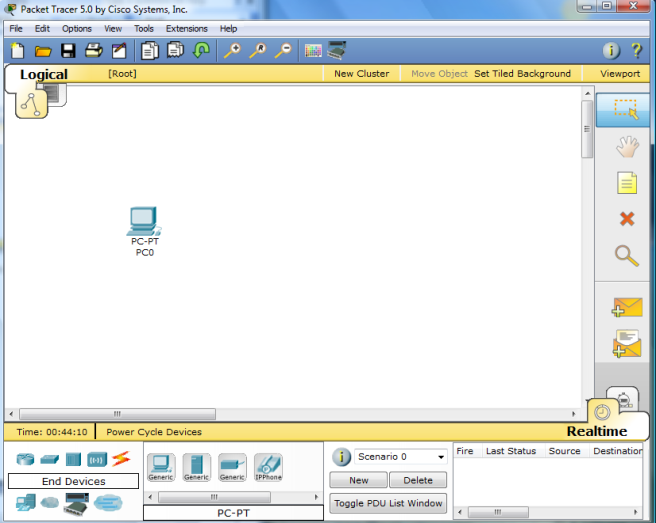 Packet Tracer 5.0 by Cisco Systems, Inc.
File Edit Options View Tools Extensions Help
Logical [Root] New Cluster Move Object Set Tiled Background Viewport
PC-PT
PC0
Time: 00:44:10 Power Cycle Devices Realtime
Fire Last Status Source Destination
Scenario 0
Generic Generic Generic IPPhone
End Devices
New Delete
Toggle PDU List Window
PC-PT